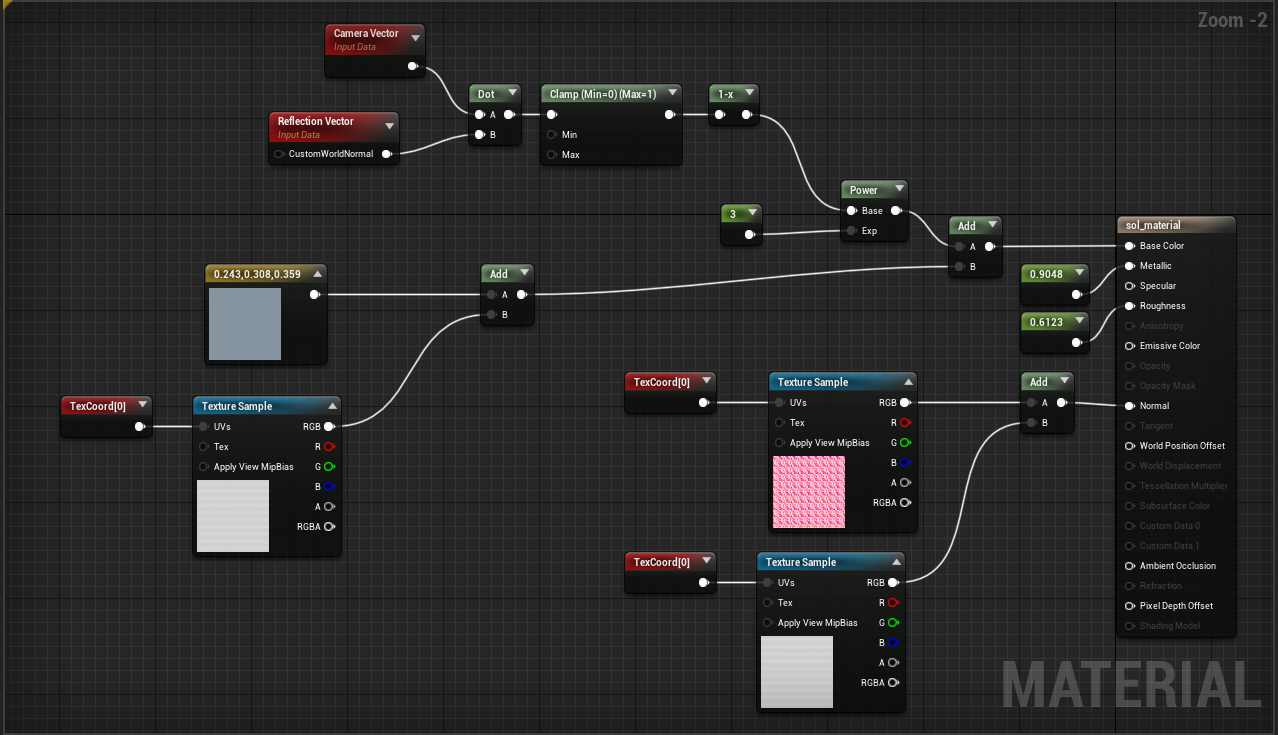 Zoom -2
Camera Vector
Input Data
Dot
A
B
Clamp (Min=0) (Max=1)
Min
Max
1-x
Reflection Vector
Input Data
CustomWorldNormal
Power
Base
Exp
3
Add
A
B
sol_material
Base Color
Metallic
Specular
Roughness
Anisotropy
Emissive Color
Opacity
Opacity Mask
Normal
Tangent
World Position Offset
World Displacement
Tessellation Multiplier
Subsurface Color
Custom Data 0
Custom Data 1
Ambient Occlusion
Refraction
Pixel Depth Offset
Shading Model
0.9048
0.6123
0.243,0.308,0.359
Add
A
B
TexCoord[0]
Texture Sample
UVs RGB
Tex R
Apply View MipBias G
B
A
RGBA
TexCoord[0]
Texture Sample
UVs RGB
Tex R
Apply View MipBias G
B
A
RGBA
Add
A
B
TexCoord[0]
Texture Sample
UVs RGB
Tex R
Apply View MipBias G
B
A
RGBA
MATERIAL